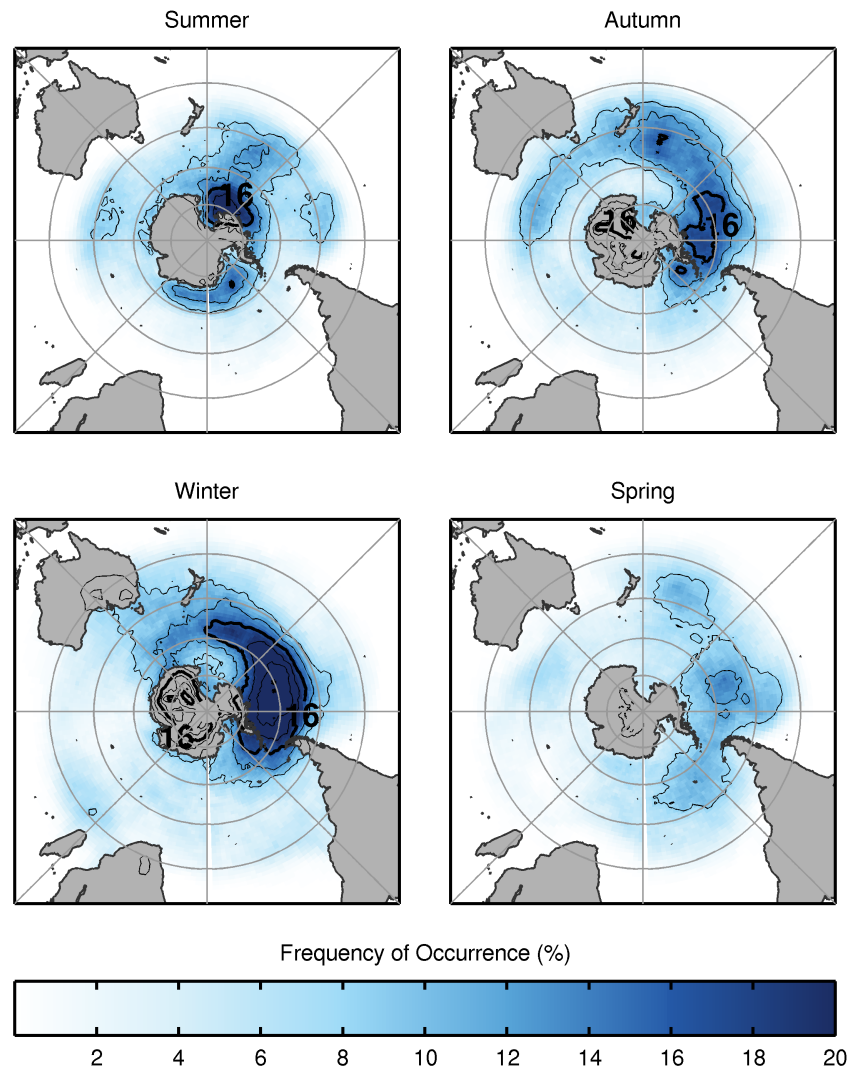 Summer
Autumn
16
16
16
Winter
Spring
16
16
Frequency of Occurrence (%)
2 4 6 8 10 12 14 16 18 20